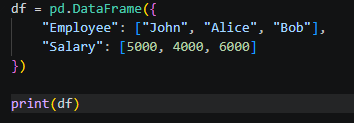 df = pd.DataFrame({
    "Employee": ["John", "Alice", "Bob"],
    "Salary": [5000, 4000, 6000]
})
print(df)